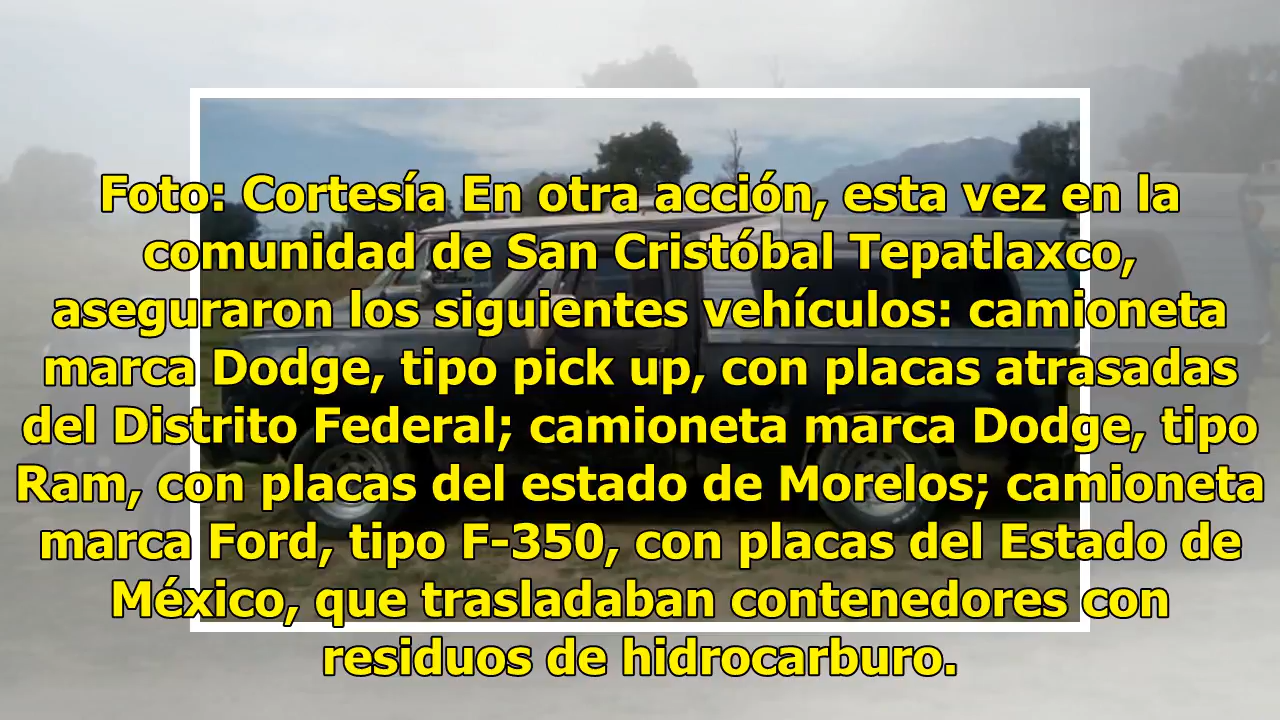 Foto: Cortesía En otra acción, esta vez en la
comunidad de San Cristóbal Tepatlaxco,
aseguraron los siguientes vehículos: camioneta
marca Dodge, tipo pick up, con placas atrasadas
del Distrito Federal; camioneta marca Dodge, tipo
Ram, con placas del estado de Morelos; camioneta
marca Ford, tipo F-350, con placas del Estado de
México, que trasladaban contenedores con
residuos de hidrocarburo.